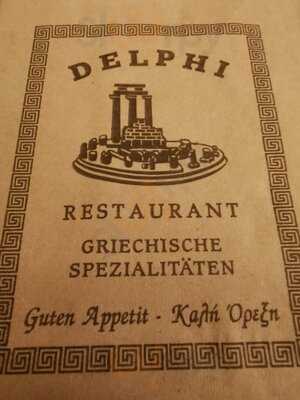 DELPHI
RESTAURANT
GRIECHISCHE
SPEZIALITÄTEN
Guten Appetit - Καλή Όρεξη